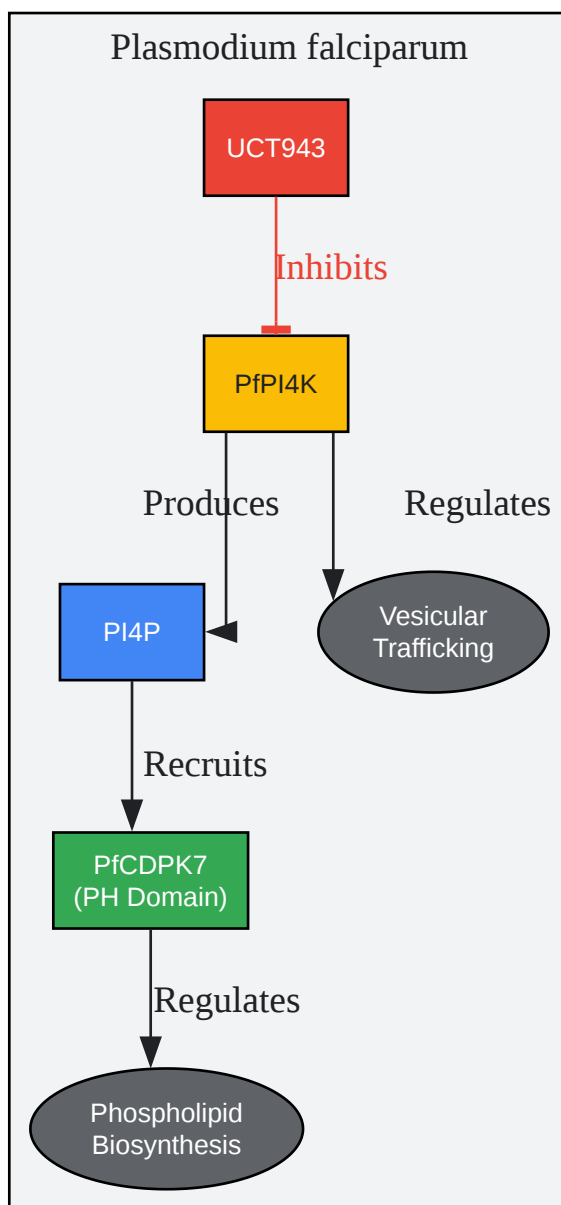 Plasmodium falciparum
UCT943
Inhibits
PfPI4K
Produces
Regulates
PI4P
Vesicular
Trafficking
Recruits
PfCDPK7
(PH Domain)
Regulates
Phospholipid
Biosynthesis